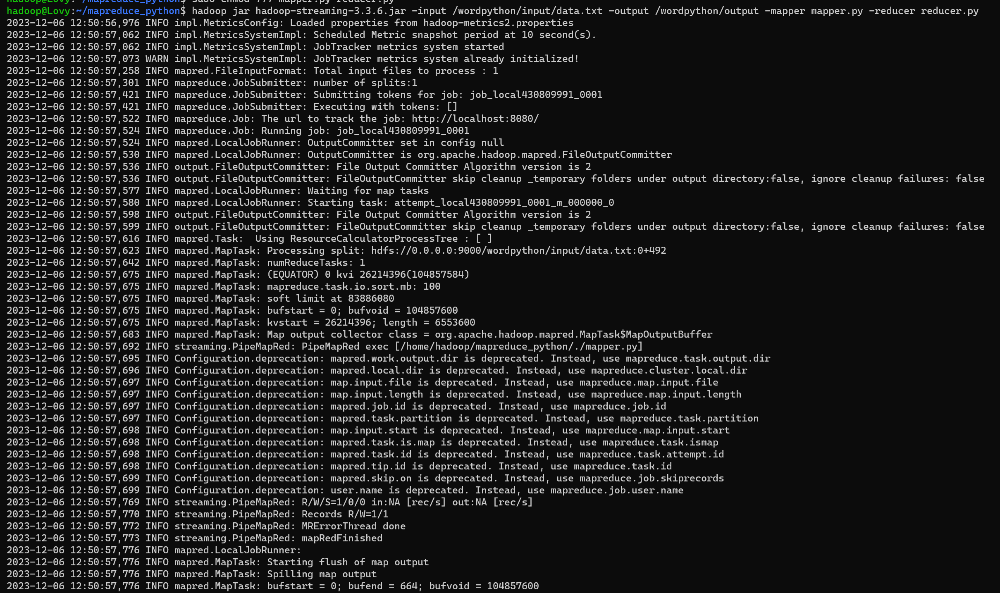 hadoop@Lovy:~/mapreduce_python$ sudo chmod 777 mapper.py reducer.py
hadoop@Lovy:~/mapreduce_python$ hadoop jar hadoop-streaming-3.3.6.jar -input /wordpython/input/data.txt -output /wordpython/output -mapper mapper.py -reducer reducer.py
2023-12-06 12:50:56,976 INFO impl.MetricsConfig: Loaded properties from hadoop-metrics2.properties
2023-12-06 12:50:57,062 INFO impl.MetricsSystemImpl: Scheduled Metric snapshot period at 10 second(s).
2023-12-06 12:50:57,062 INFO impl.MetricsSystemImpl: JobTracker metrics system started
2023-12-06 12:50:57,073 WARN impl.MetricsSystemImpl: JobTracker metrics system already initialized!
2023-12-06 12:50:57,258 INFO mapred.FileInputFormat: Total input files to process : 1
2023-12-06 12:50:57,301 INFO mapreduce.JobSubmitter: number of splits:1
2023-12-06 12:50:57,421 INFO mapreduce.JobSubmitter: Submitting tokens for job: job_local430809991_0001
2023-12-06 12:50:57,421 INFO mapreduce.JobSubmitter: Executing with tokens: []
2023-12-06 12:50:57,522 INFO mapreduce.Job: The url to track the job: http://localhost:8080/
2023-12-06 12:50:57,524 INFO mapreduce.Job: Running job: job_local430809991_0001
2023-12-06 12:50:57,524 INFO mapred.LocalJobRunner: OutputCommitter set in config null
2023-12-06 12:50:57,530 INFO mapred.LocalJobRunner: OutputCommitter is org.apache.hadoop.mapred.FileOutputCommitter
2023-12-06 12:50:57,536 INFO output.FileOutputCommitter: File Output Committer Algorithm version is 2
2023-12-06 12:50:57,536 INFO output.FileOutputCommitter: FileOutputCommitter skip cleanup _temporary folders under output directory:false, ignore cleanup failures: false
2023-12-06 12:50:57,577 INFO mapred.LocalJobRunner: Waiting for map tasks
2023-12-06 12:50:57,580 INFO mapred.LocalJobRunner: Starting task: attempt_local430809991_0001_m_000000_0
2023-12-06 12:50:57,598 INFO output.FileOutputCommitter: File Output Committer Algorithm version is 2
2023-12-06 12:50:57,599 INFO output.FileOutputCommitter: FileOutputCommitter skip cleanup _temporary folders under output directory:false, ignore cleanup failures: false
2023-12-06 12:50:57,616 INFO mapred.Task:  Using ResourceCalculatorProcessTree : [ ]
2023-12-06 12:50:57,623 INFO mapred.MapTask: Processing split: hdfs://0.0.0.0:9000/wordpython/input/data.txt:0+492
2023-12-06 12:50:57,642 INFO mapred.MapTask: numReduceTasks: 1
2023-12-06 12:50:57,675 INFO mapred.MapTask: (EQUATOR) 0 kvi 26214396(104857584)
2023-12-06 12:50:57,675 INFO mapred.MapTask: mapreduce.task.io.sort.mb: 100
2023-12-06 12:50:57,675 INFO mapred.MapTask: soft limit at 83886080
2023-12-06 12:50:57,675 INFO mapred.MapTask: bufstart = 0; bufvoid = 104857600
2023-12-06 12:50:57,675 INFO mapred.MapTask: kvstart = 26214396; length = 6553600
2023-12-06 12:50:57,683 INFO mapred.MapTask: Map output collector class = org.apache.hadoop.mapred.MapTask$MapOutputBuffer
2023-12-06 12:50:57,692 INFO streaming.PipeMapRed: PipeMapRed exec [/home/hadoop/mapreduce_python/./mapper.py]
2023-12-06 12:50:57,695 INFO Configuration.deprecation: mapred.work.output.dir is deprecated. Instead, use mapreduce.task.output.dir
2023-12-06 12:50:57,696 INFO Configuration.deprecation: mapred.local.dir is deprecated. Instead, use mapreduce.cluster.local.dir
2023-12-06 12:50:57,697 INFO Configuration.deprecation: map.input.file is deprecated. Instead, use mapreduce.map.input.file
2023-12-06 12:50:57,697 INFO Configuration.deprecation: map.input.length is deprecated. Instead, use mapreduce.map.input.length
2023-12-06 12:50:57,697 INFO Configuration.deprecation: mapred.job.id is deprecated. Instead, use mapreduce.job.id
2023-12-06 12:50:57,697 INFO Configuration.deprecation: mapred.task.partition is deprecated. Instead, use mapreduce.task.partition
2023-12-06 12:50:57,698 INFO Configuration.deprecation: map.input.start is deprecated. Instead, use mapreduce.map.input.start
2023-12-06 12:50:57,698 INFO Configuration.deprecation: mapred.task.is.map is deprecated. Instead, use mapreduce.task.ismap
2023-12-06 12:50:57,698 INFO Configuration.deprecation: mapred.task.id is deprecated. Instead, use mapreduce.task.attempt.id
2023-12-06 12:50:57,698 INFO Configuration.deprecation: mapred.tip.id is deprecated. Instead, use mapreduce.task.id
2023-12-06 12:50:57,699 INFO Configuration.deprecation: mapred.skip.on is deprecated. Instead, use mapreduce.job.skiprecords
2023-12-06 12:50:57,699 INFO Configuration.deprecation: user.name is deprecated. Instead, use mapreduce.job.user.name
2023-12-06 12:50:57,769 INFO streaming.PipeMapRed: R/W/S=1/0/0 in:NA [rec/s] out:NA [rec/s]
2023-12-06 12:50:57,770 INFO streaming.PipeMapRed: Records R/W=1/1
2023-12-06 12:50:57,772 INFO streaming.PipeMapRed: MRErrorThread done
2023-12-06 12:50:57,773 INFO streaming.PipeMapRed: mapRedFinished
2023-12-06 12:50:57,776 INFO mapred.LocalJobRunner:
2023-12-06 12:50:57,776 INFO mapred.MapTask: Starting flush of map output
2023-12-06 12:50:57,776 INFO mapred.MapTask: Spilling map output
2023-12-06 12:50:57,776 INFO mapred.MapTask: bufstart = 0; bufend = 664; bufvoid = 104857600